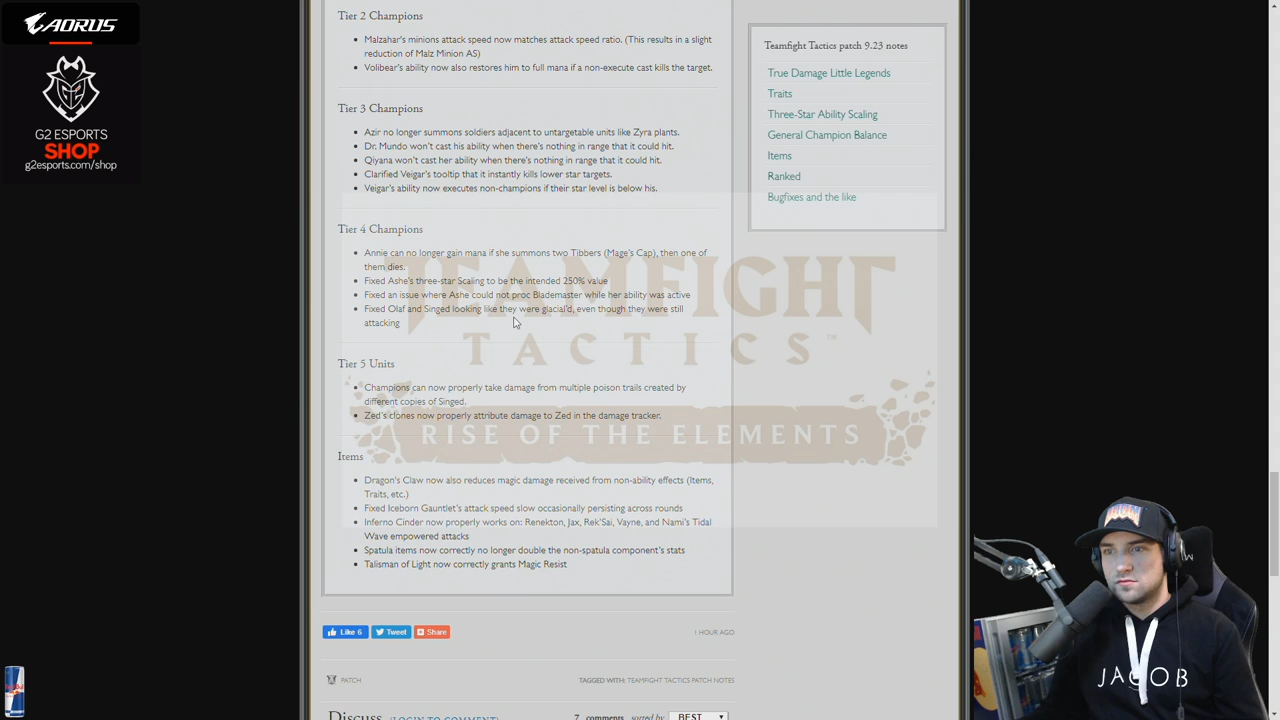 AORUS
G2 ESPORTS
SHOP
g2esports.com/shop
Tier 2 Champions
Malzahar's minions attack speed now matches attack speed ratio. (This results in a slight
reduction of Malz Minion AS)
Volibear's ability now also restores him to full mana if a non-execute cast kills the target.
Tier 3 Champions
Azir no longer summons soldiers adjacent to untargetable units like Zyra plants.
Dr. Mundo won't cast his ability when there's nothing in range that it could hit.
Qiyana won't cast her ability when there's nothing in range that it could hit.
Clarified Veigar's tooltip that it instantly kills lower star targets.
Veigar's ability now executes non-champions if their star level is below his.
Tier 4 Champions
Annie can no longer gain mana if she summons two Tibbers (Mage's Cap), then one of
them dies.
Fixed Ashe's three-star Scaling to be the intended 250% value
Fixed an issue where Ashe could not proc Blademaster while her ability was active
Fixed Olaf and Singed looking like they were glacial'd, even though they were still
attacking
Tier 5 Units
Champions can now properly take damage from multiple poison trails created by
different copies of Singed.
Zed's clones now properly attribute damage to Zed in the damage tracker.
Items
Dragon's Claw now also reduces magic damage received from non-ability effects (Items,
Traits, etc.)
Fixed Iceborn Gauntlet's attack speed slow occasionally persisting across rounds
Inferno Cinder now properly works on: Renekton, Jax, Rek'Sai, Vayne, and Nami's Tidal
Wave empowered attacks
Spatula items now correctly no longer double the non-spatula component's stats
Talisman of Light now correctly grants Magic Resist
Like 6 Tweet Share
1 HOUR AGO
PATCH
TAGGED WITH: TEAMFIGHT TACTICS PATCH NOTES
Discuss (LOGIN TO COMMENT)
7 comments sorted by BEST
Teamfight Tactics patch 9.23 notes
True Damage Little Legends
Traits
Three-Star Ability Scaling
General Champion Balance
Items
Ranked
Bugfixes and the like
TEAMFIGHT
TACTICS™
RISE OF THE ELEMENTS
JACOB